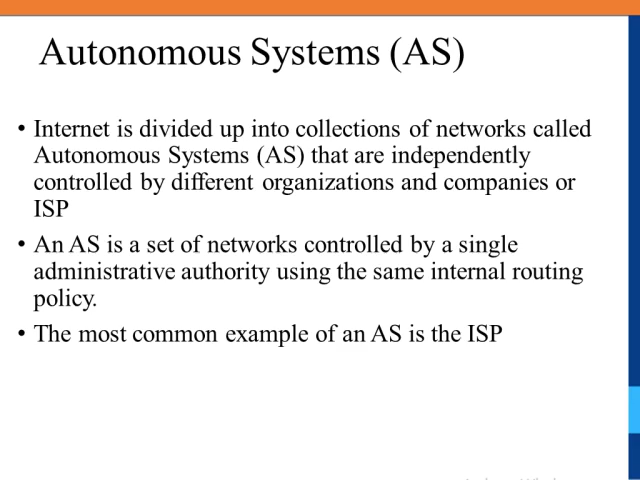 Autonomous Systems (AS)
• Internet is divided up into collections of networks called
Autonomous Systems (AS) that are independently
controlled by different organizations and companies or
ISP
• An AS is a set of networks controlled by a single
administrative authority using the same internal routing
policy.
• The most common example of an AS is the ISP